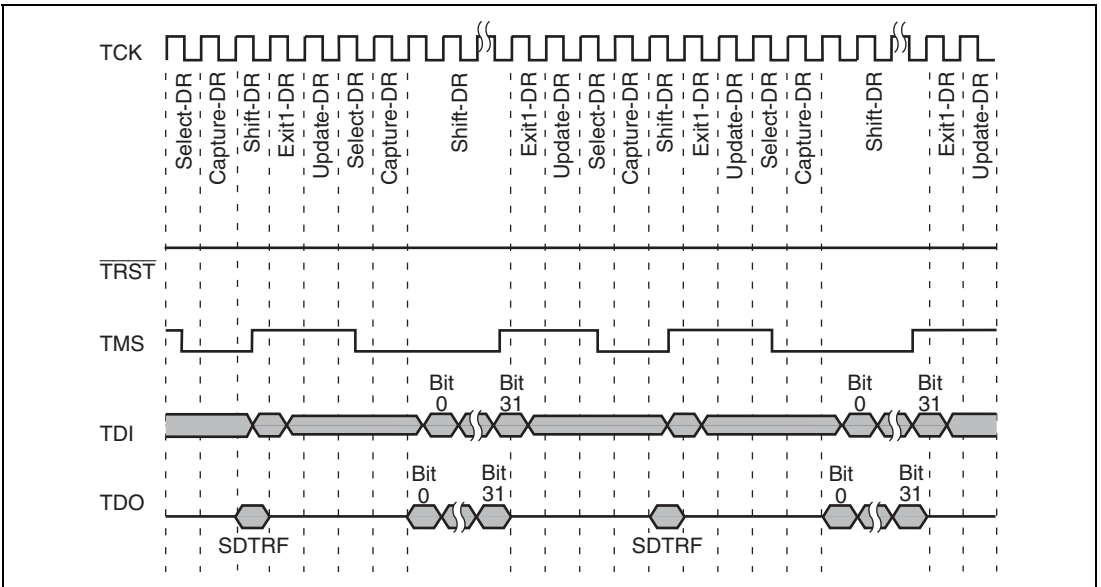 TCK
Select-DR
Capture-DR
Shift-DR
Exit1-DR
Update-DR
Select-DR
Capture-DR
Shift-DR
Exit1-DR
Update-DR
Select-DR
Capture-DR
Shift-DR
Exit1-DR
Update-DR
Select-DR
Capture-DR
Shift-DR
Exit1-DR
Update-DR
TRST
TMS
TDI
Bit
0
Bit
31
Bit
0
Bit
31
TDO
SDTRF
Bit
0
Bit
31
SDTRF
Bit
0
Bit
31